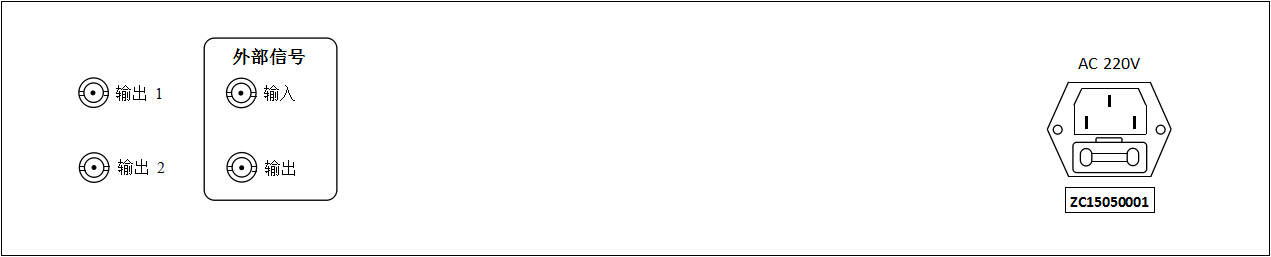 外部信号
输出 1
输入
输出 2
输出
AC 220V
ZC15050001